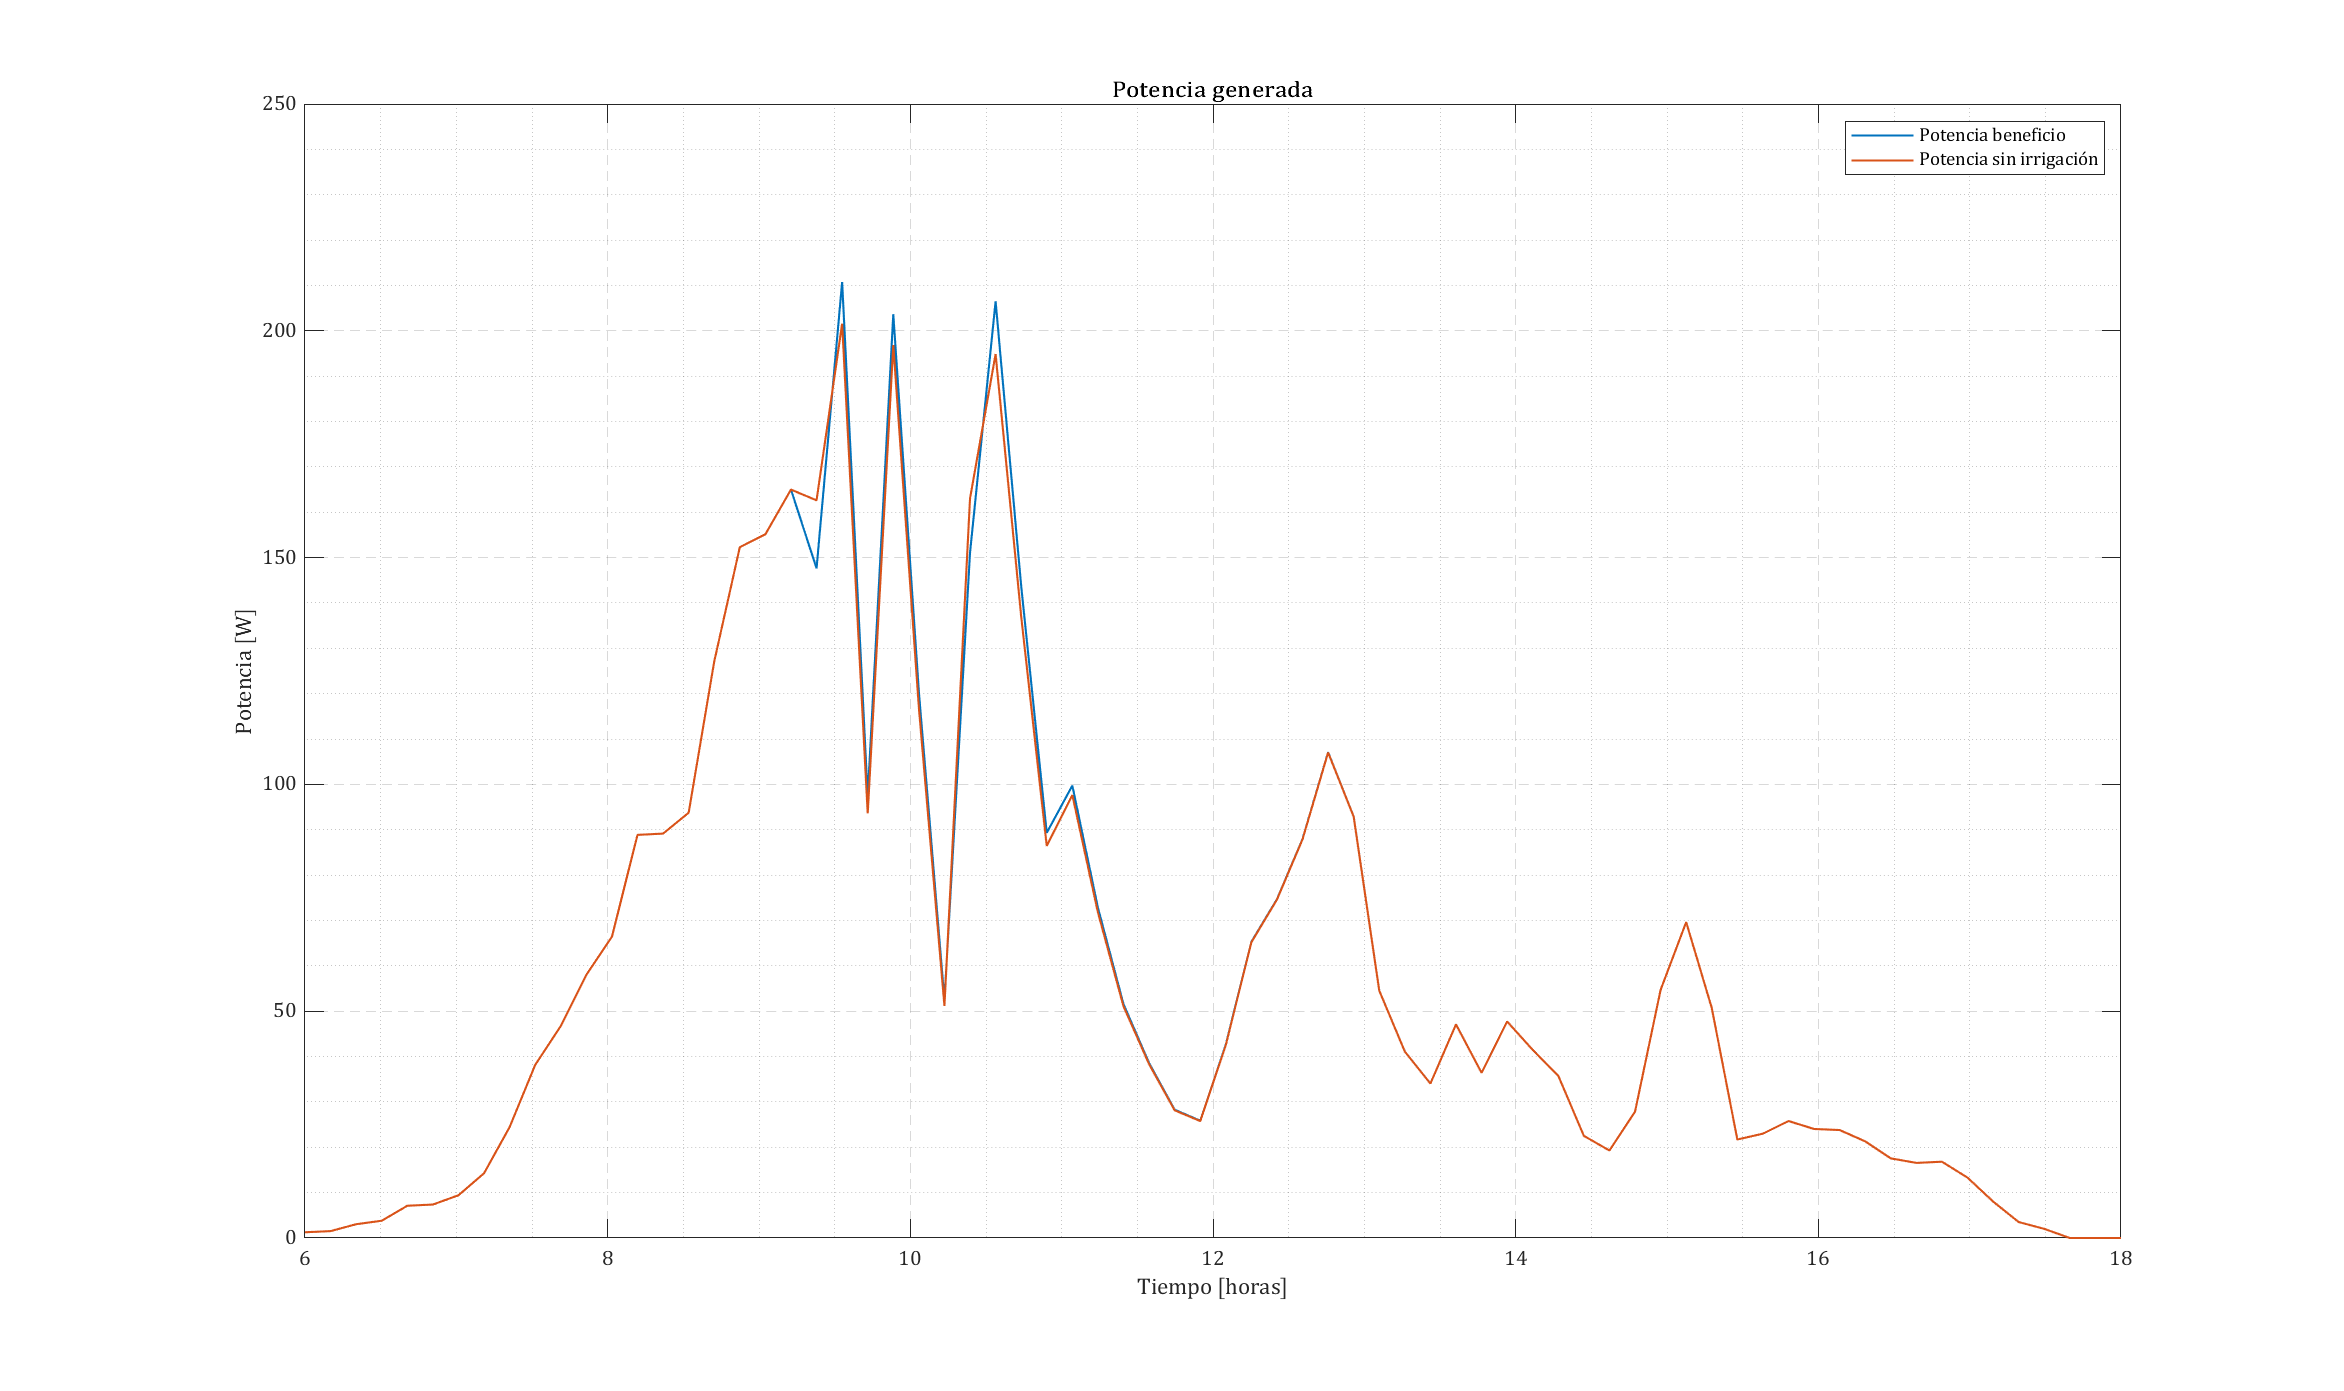 Potencia generada
250
200
150
100
50
0
Potencia [W]
Potencia beneficio
Potencia sin irrigación
6 8 10 12 14 16 18
Tiempo [horas]